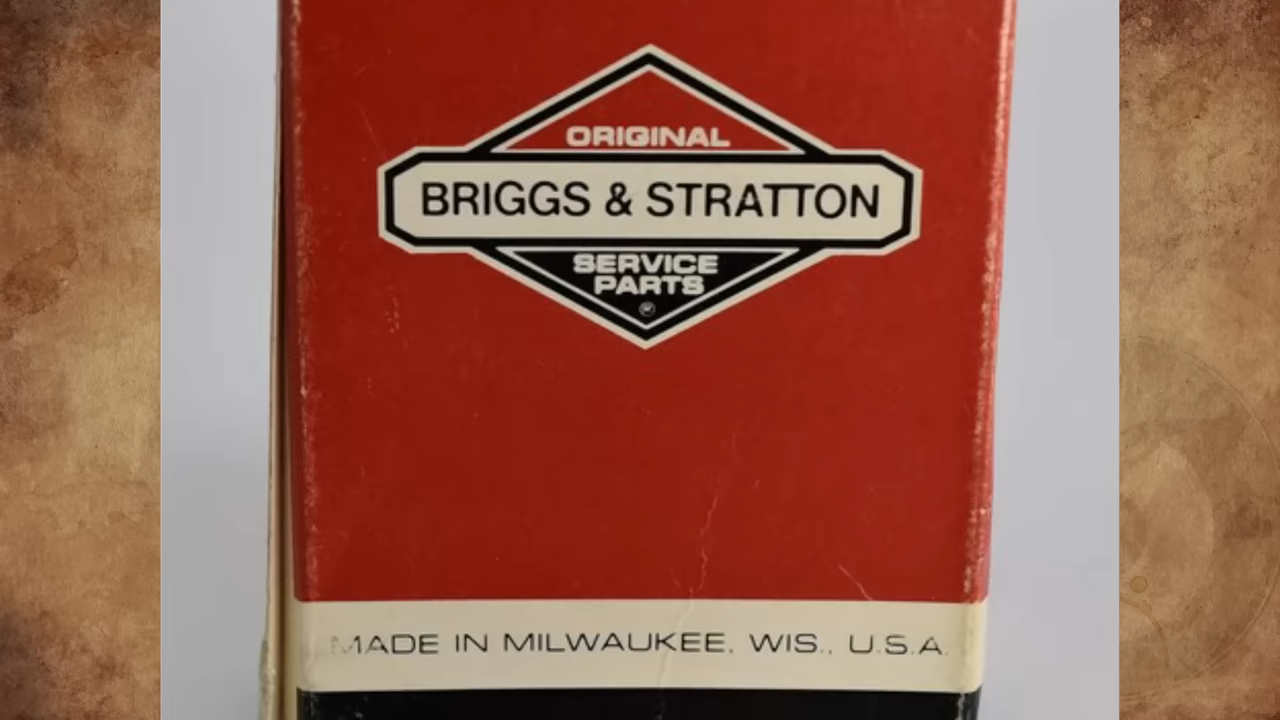 ORIGINAL
BRIGGS & STRATTON
SERVICE
PARTS
MADE IN MILWAUKEE, WIS., U.S.A.